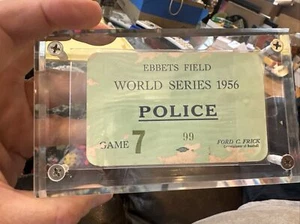 EBBETS FIELD
WORLD SERIES 1956
POLICE
GAME 7 99 FORD C. FRICK